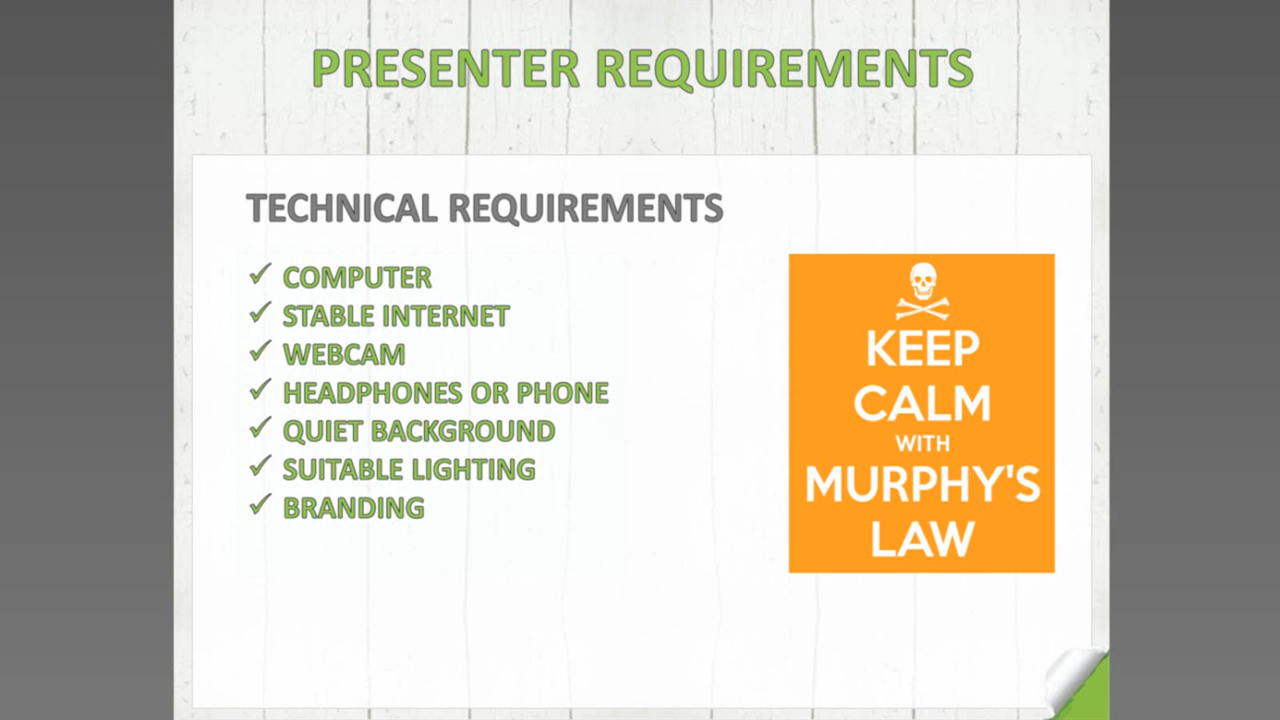 PRESENTER REQUIREMENTS
TECHNICAL REQUIREMENTS
✓ COMPUTER
✓ STABLE INTERNET
✓ WEBCAM
✓ HEADPHONES OR PHONE
✓ QUIET BACKGROUND
✓ SUITABLE LIGHTING
✓ BRANDING
KEEP
CALM
WITH
MURPHY'S
LAW